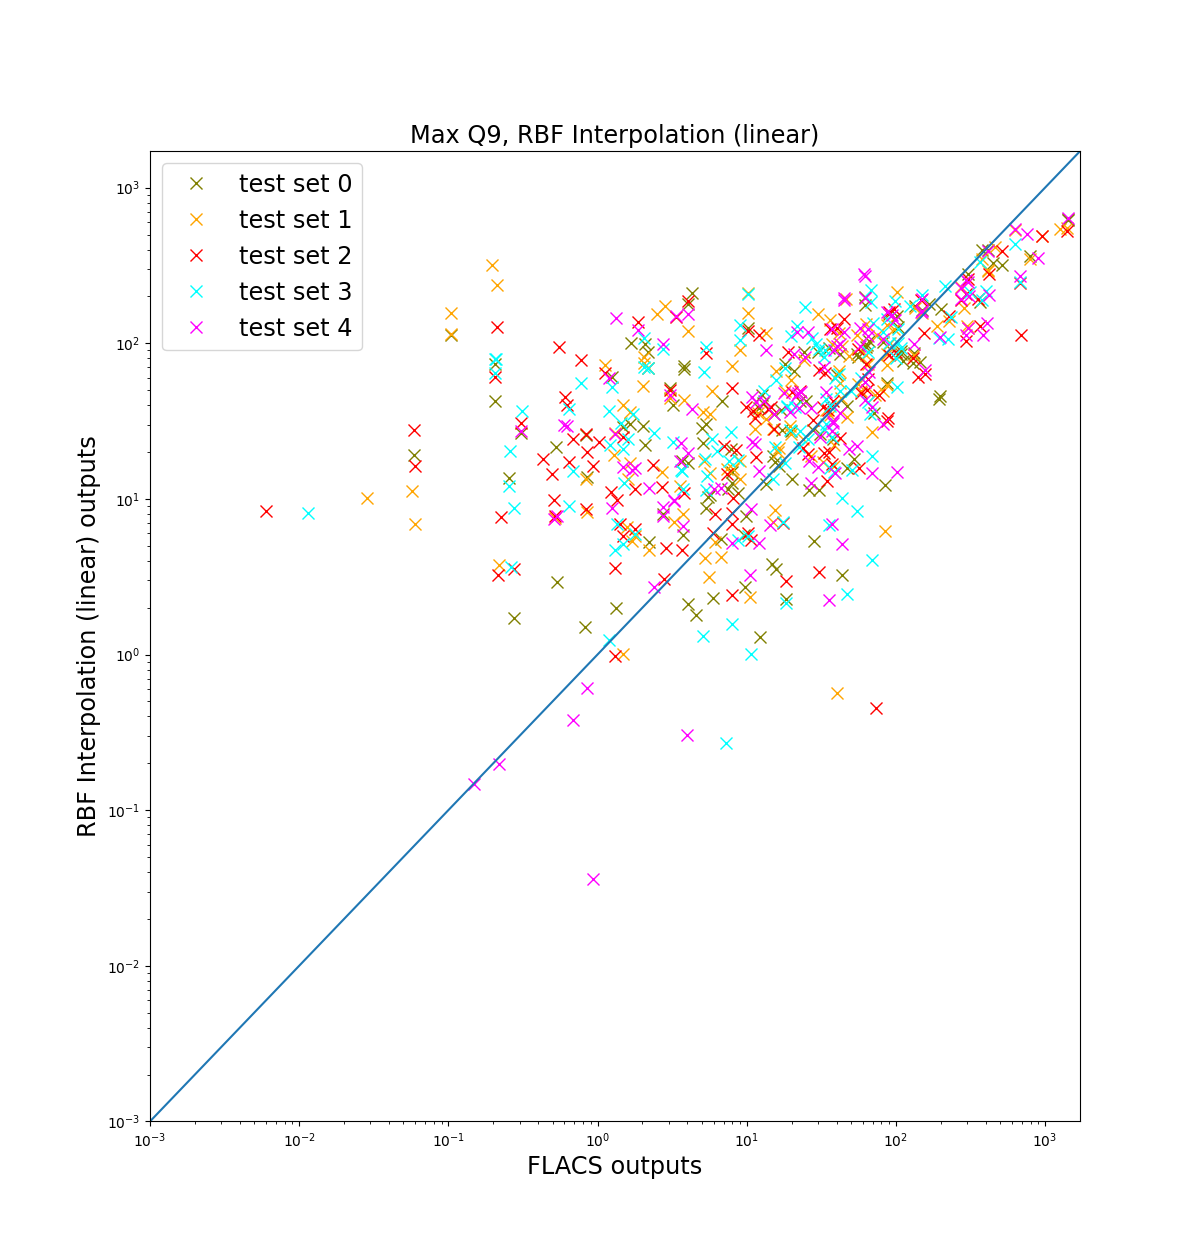 Max Q9, RBF Interpolation (linear)
test set 0
test set 1
test set 2
test set 3
test set 4
RBF Interpolation (linear) outputs
10³
10²
10¹
10⁰
10⁻¹
10⁻²
10⁻³
10⁻³ 10⁻² 10⁻¹ 10⁰ 10¹ 10² 10³
FLACS outputs